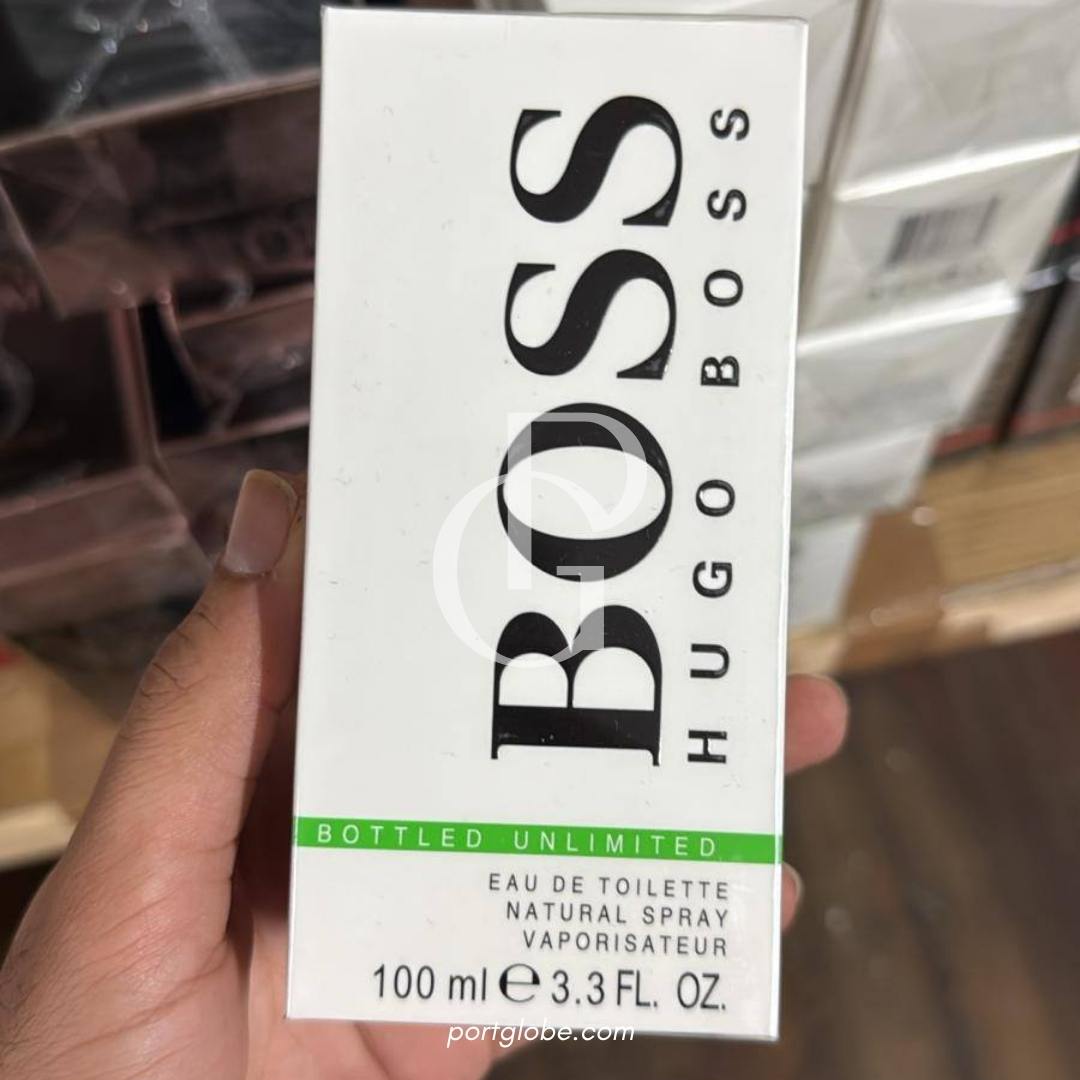 BOSS
HUGO BOSS
PG
BOTTLED UNLIMITED
EAU DE TOILETTE
NATURAL SPRAY
VAPORISATEUR
100 ml ℮ 3.3 FL. OZ.
portglobe.com